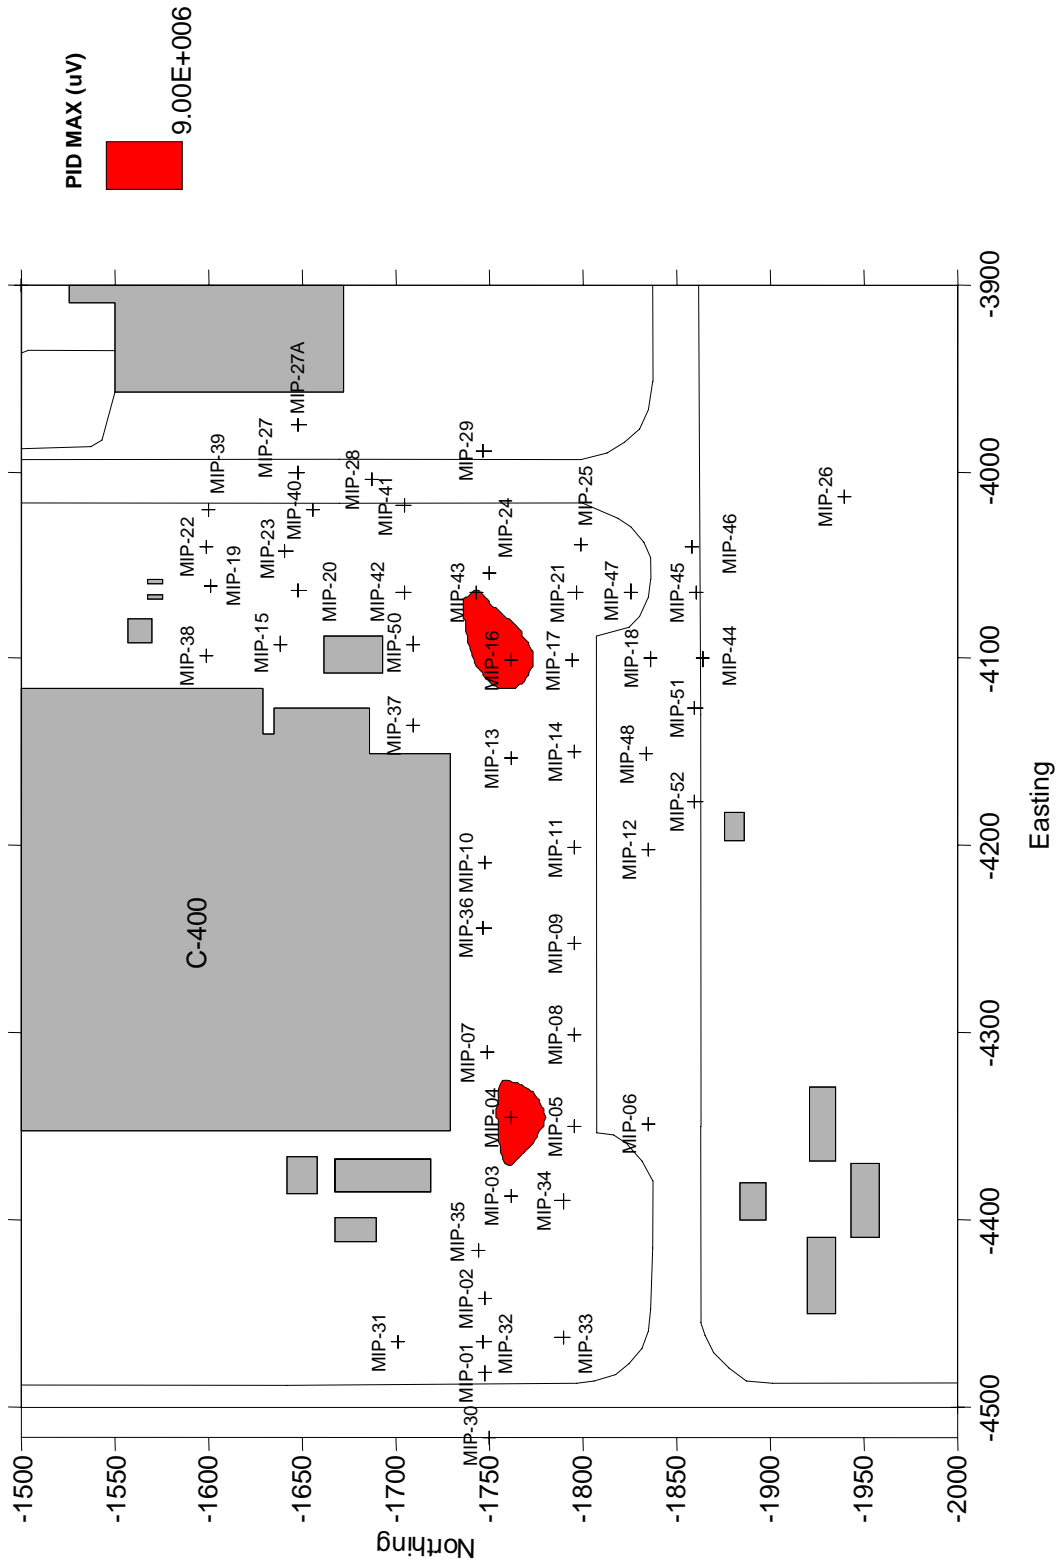 PID MAX (uV)
9.00E+006
-1500
-1550
-1600
-1650
-1700
-1750
-1800
-1850
-1900
-1950
-2000
Northing
-4500
-4400
-4300
-4200
-4100
-4000
-3900
Easting
C-400
MIP-38
MIP-22
MIP-19
MIP-39
MIP-15
MIP-23
MIP-27
MIP-40
MIP-27A
MIP-20
MIP-28
MIP-31
MIP-37
MIP-50
MIP-42
MIP-41
MIP-30
MIP-01
MIP-02
MIP-35
MIP-32
MIP-03
MIP-04
MIP-07
MIP-36
MIP-10
MIP-13
MIP-16
MIP-43
MIP-24
MIP-29
MIP-33
MIP-34
MIP-05
MIP-08
MIP-09
MIP-11
MIP-14
MIP-17
MIP-21
MIP-25
MIP-06
MIP-12
MIP-48
MIP-18
MIP-47
MIP-52
MIP-51
MIP-44
MIP-45
MIP-46
MIP-26